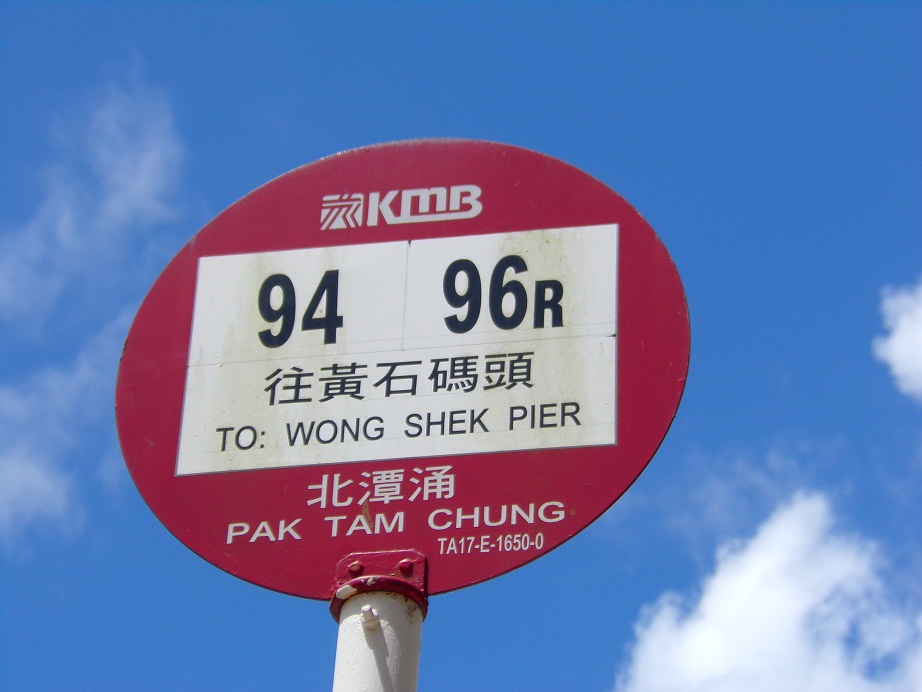 KMB
94 96R
往黃石碼頭
TO: WONG SHEK PIER
北潭涌
PAK TAM CHUNG
TA17-E-1650-0